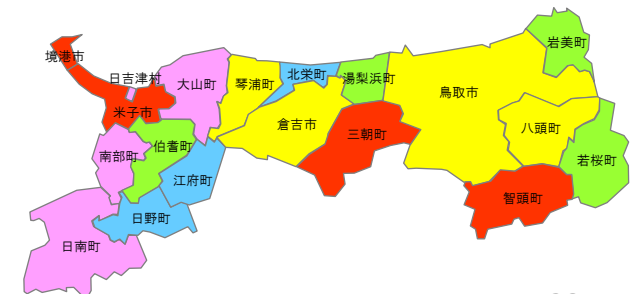 境港市
日吉津村
米子市
大山町
琴浦町
北栄町
湯梨浜町
鳥取市
岩美町
南部町
伯耆町
倉吉市
三朝町
八頭町
若桜町
江府町
智頭町
日野町
日南町